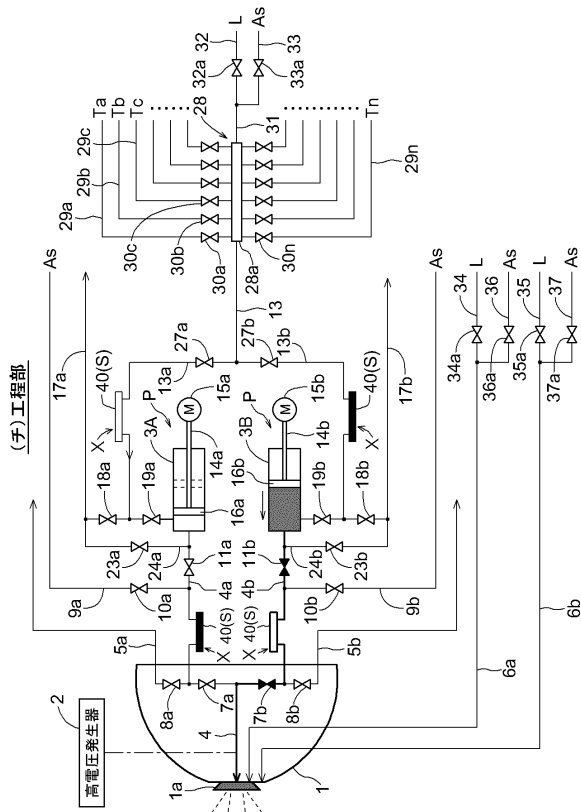 (チ)工程部
As
17a
40(S)
X
18a
19a
23a
24a
9a
10a
5a
8a
7a
4a
11a
3A
P
14a
15a
M
16a
13a
27a
13
27b
13b
3B
P
14b
15b
M
16b
19b
18b
40(S)
X
17b
24b
23b
11b
4b
10b
9b
As
40(S)
X
40(S)
X
5b
7b
8b
4
高電圧発生器
2
1a
1
6a
6b
Ta
Tb
Tc
Tn
29a
29b
29c
29n
30a
30b
30c
30n
28
28a
31
32
32a
L
33
33a
As
34
34a
L
36
36a
As
35
35a
L
37
37a
As